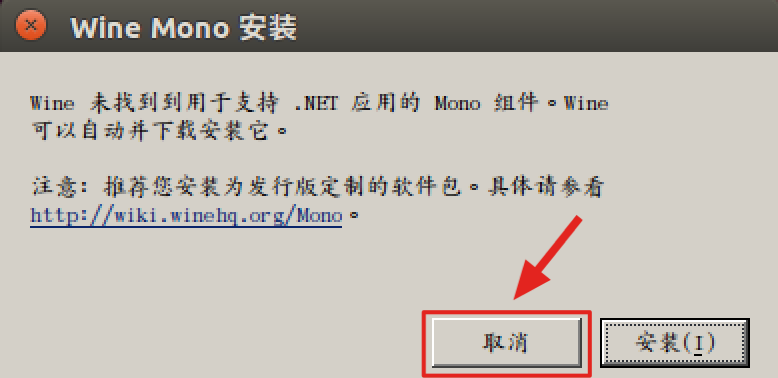 Wine Mono 安装
Wine 未找到到用于支持 .NET 应用的 Mono 组件。Wine
可以自动并下载安装它。
注意: 推荐您安装为发行版定制的软件包。具体请参看
http://wiki.winehq.org/Mono。
取消
安装(I)